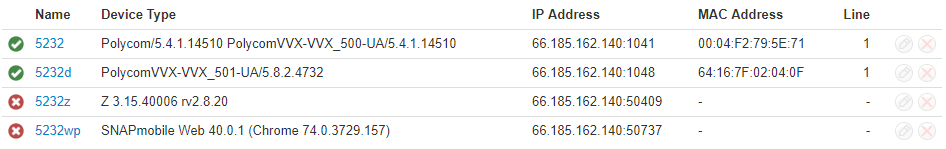 Name Device Type IP Address MAC Address Line
5232 Polycom/5.4.1.14510 PolycomVVX-VVX_500-UA/5.4.1.14510 66.185.162.140:1041 00:04:F2:79:5E:71 1
5232d PolycomVVX-VVX_501-UA/5.8.2.4732 66.185.162.140:1048 64:16:7F:02:04:0F 1
5232z Z 3.15.40006 rv2.8.20 66.185.162.140:50409 -  -
5232wp SNAPmobile Web 40.0.1 (Chrome 74.0.3729.157) 66.185.162.140:50737 -  -